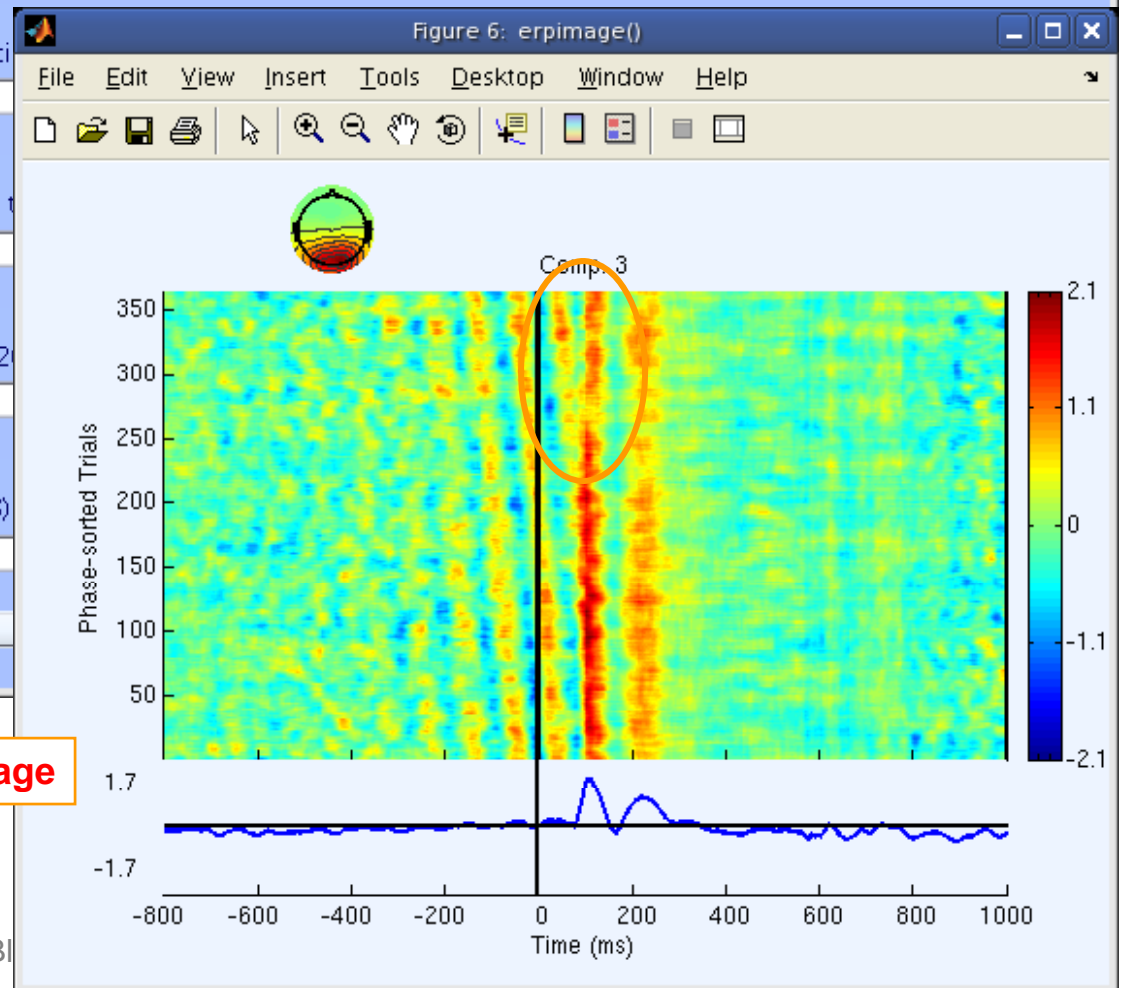 Figure 6: erpimage()
File Edit View Insert Tools Desktop Window Help
Comp. 3
350
300
250
200
150
100
50
Phase-sorted Trials
2.1
1.1
0
-1.1
-2.1
1.7
-1.7
-800 -600 -400 -200 0 200 400 600 800 1000
Time (ms)
age